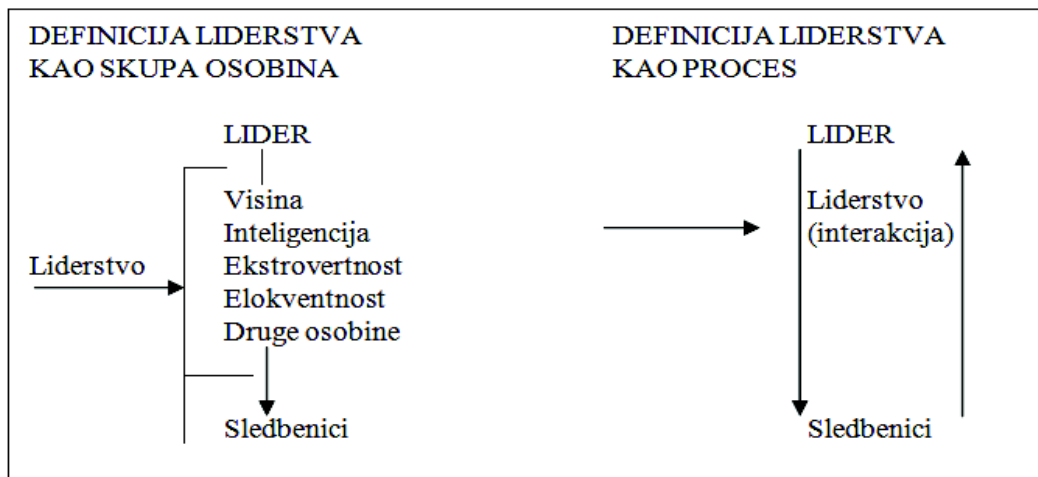 DEFINICIJA LIDERSTVA
KAO SKUPA OSOBINA
LIDER
Visina
Inteligencija
Ekstrovertnost
Elokventnost
Druge osobine
Liderstvo
Sledbenici
DEFINICIJA LIDERSTVA
KAO PROCES
LIDER
Liderstvo
(interakcija)
Sledbenici